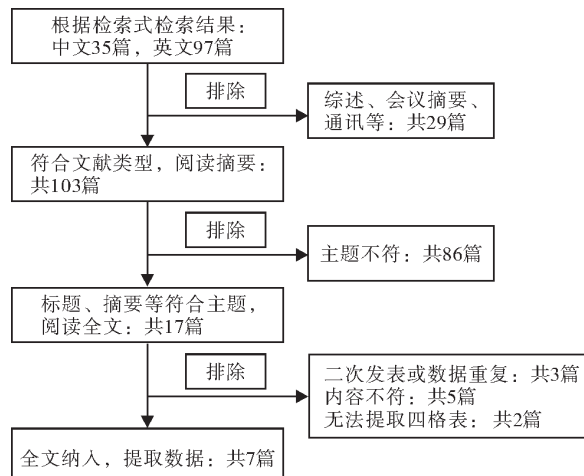 根据检索式检索结果：
中文35篇，英文97篇
排除
综述、会议摘要、
通讯等：共29篇
符合文献类型，阅读摘要：
共103篇
排除
主题不符：共86篇
标题、摘要等符合主题，
阅读全文：共17篇
排除
二次发表或数据重复：共3篇
内容不符：共5篇
无法提取四格表：共2篇
全文纳入，提取数据：共7篇